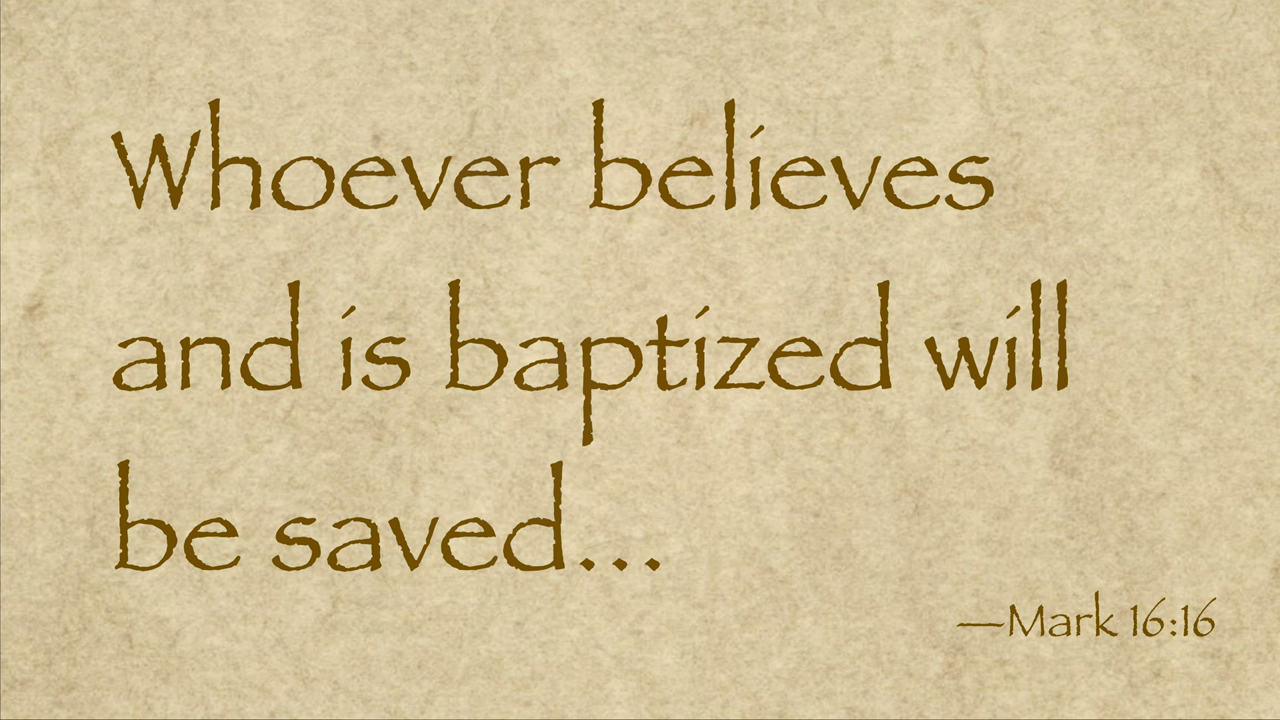 Whoever believes
and is baptized will
be saved...
—Mark 16:16